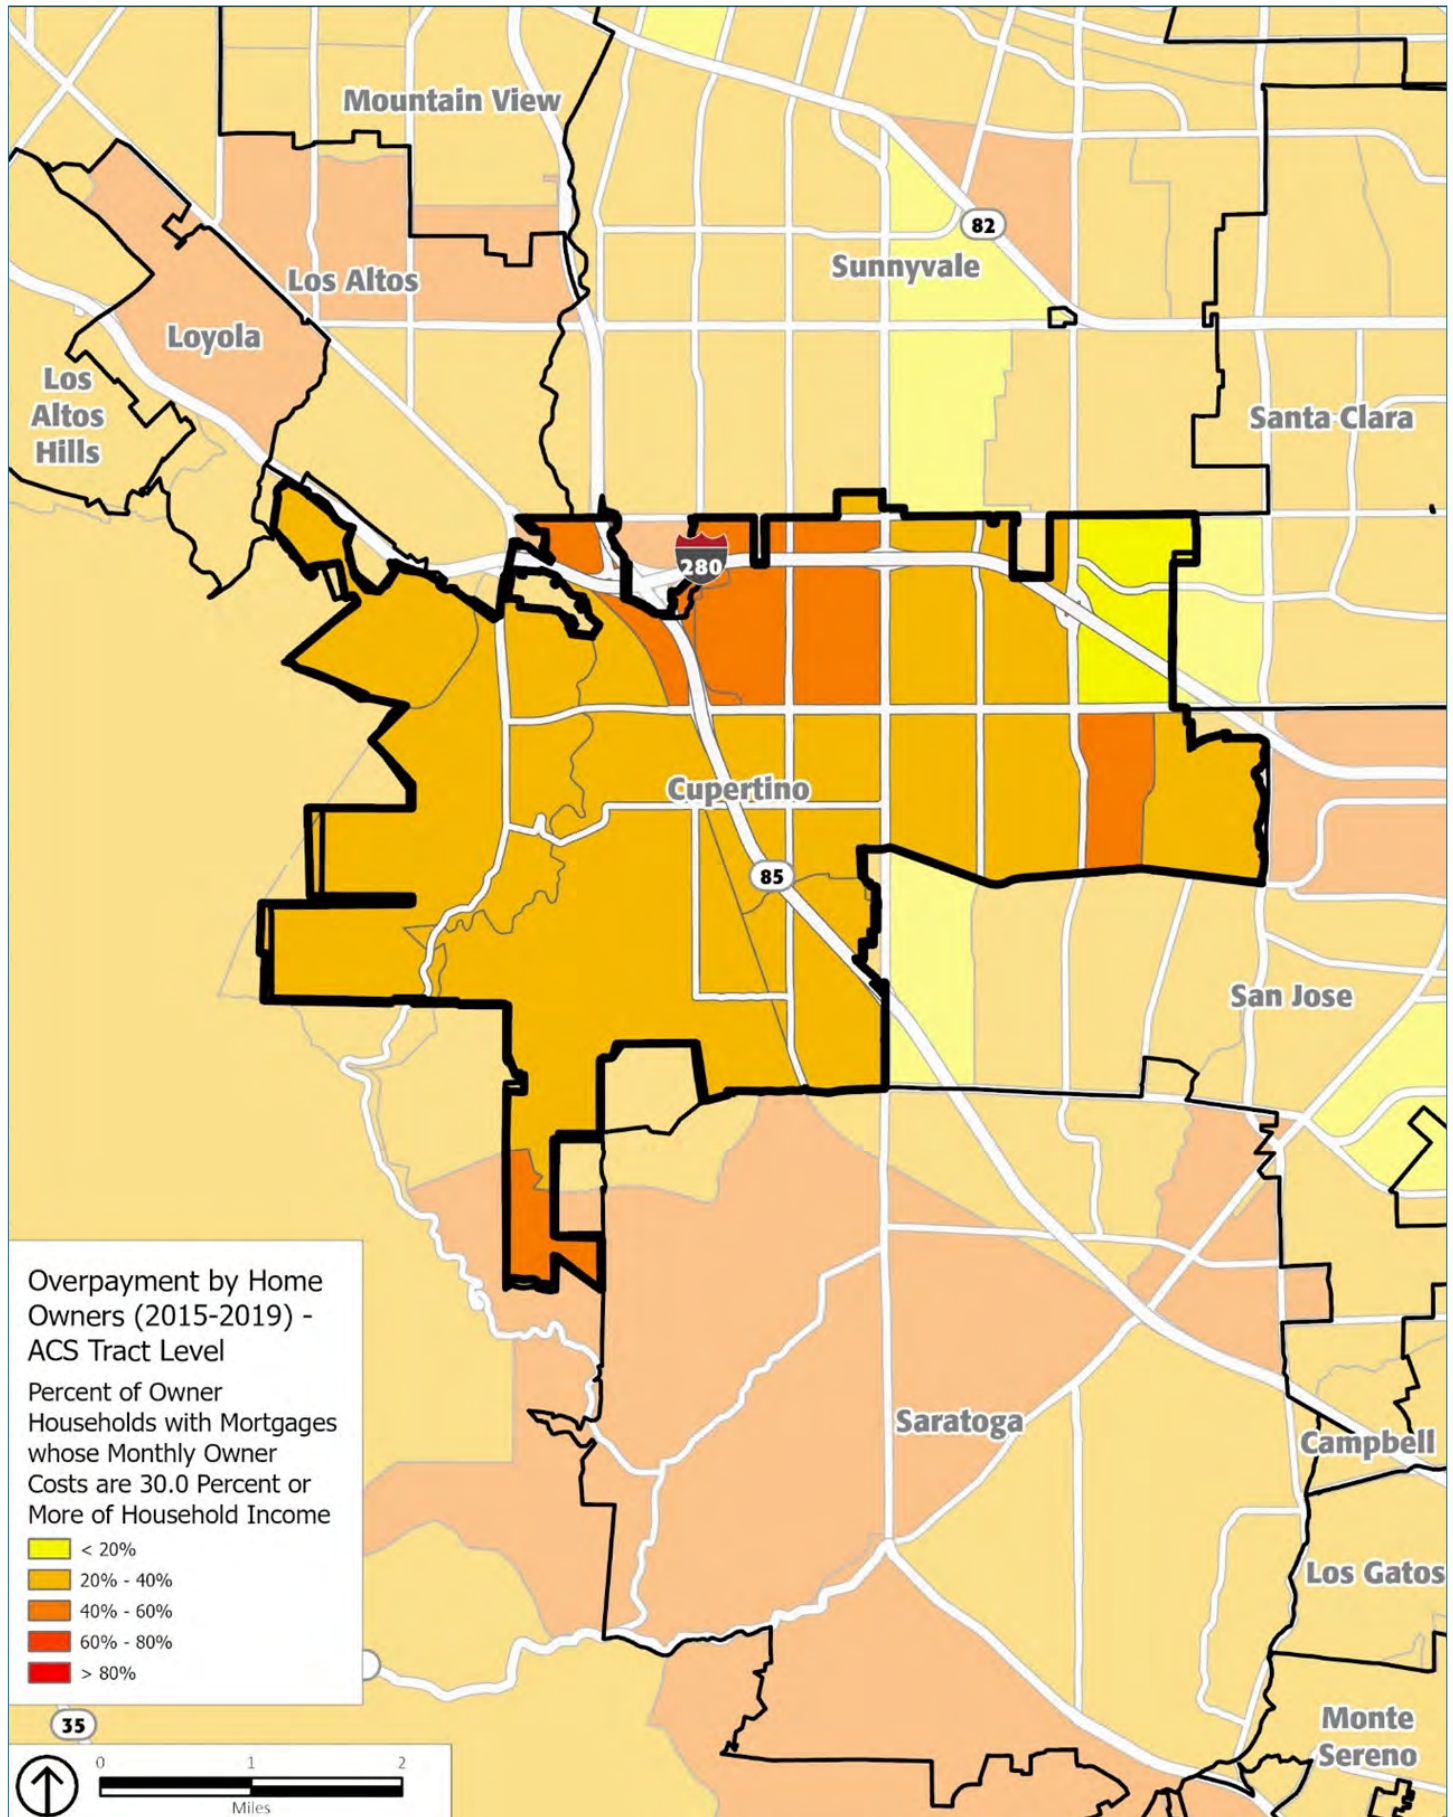 Mountain View
82
Sunnyvale
Los Altos
Loyola
Los
Altos
Hills
Santa Clara
280
Cupertino
85
San Jose
Saratoga
Campbell
Los Gatos
Monte
Sereno
Overpayment by Home
Owners (2015-2019) -
ACS Tract Level
Percent of Owner
Households with Mortgages
whose Monthly Owner
Costs are 30.0 Percent or
More of Household Income
< 20%
20% - 40%
40% - 60%
60% - 80%
> 80%
35
0 1 2
Miles